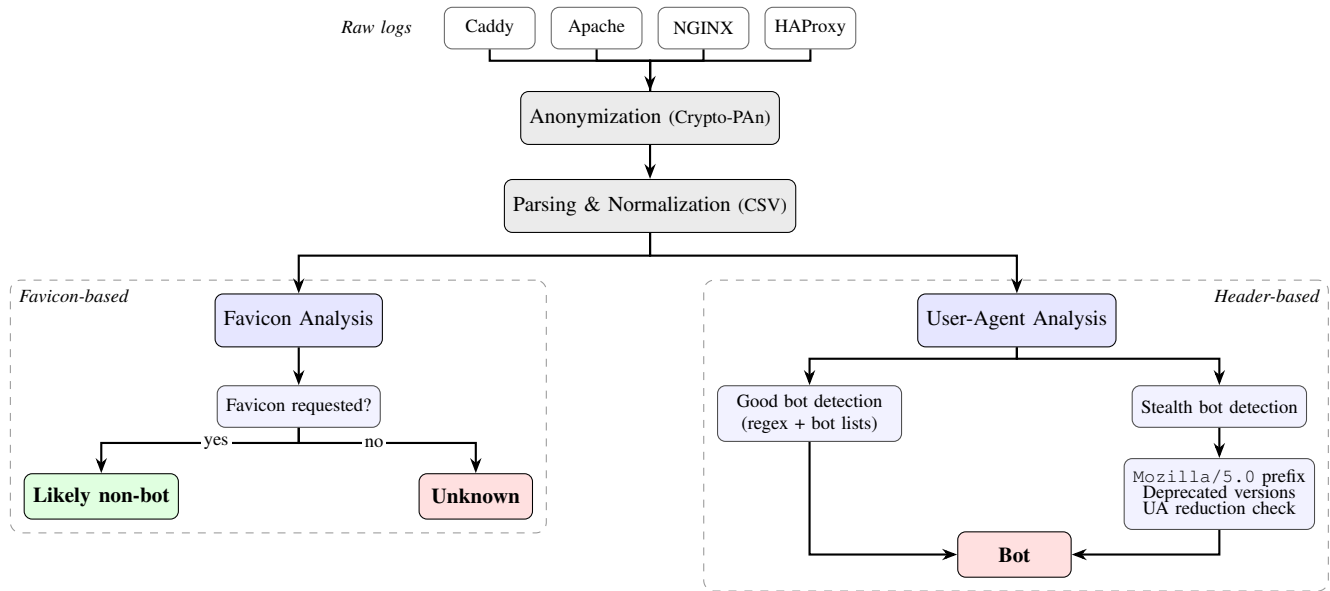 Raw logs
Caddy
Apache
NGINX
HAProxy
Anonymization (Crypto-PAn)
Parsing & Normalization (CSV)
Favicon-based
Favicon Analysis
Favicon requested?
yes
no
Likely non-bot
Unknown
Header-based
User-Agent Analysis
Good bot detection
(regex + bot lists)
Stealth bot detection
Mozilla/5.0 prefix
Deprecated versions
UA reduction check
Bot